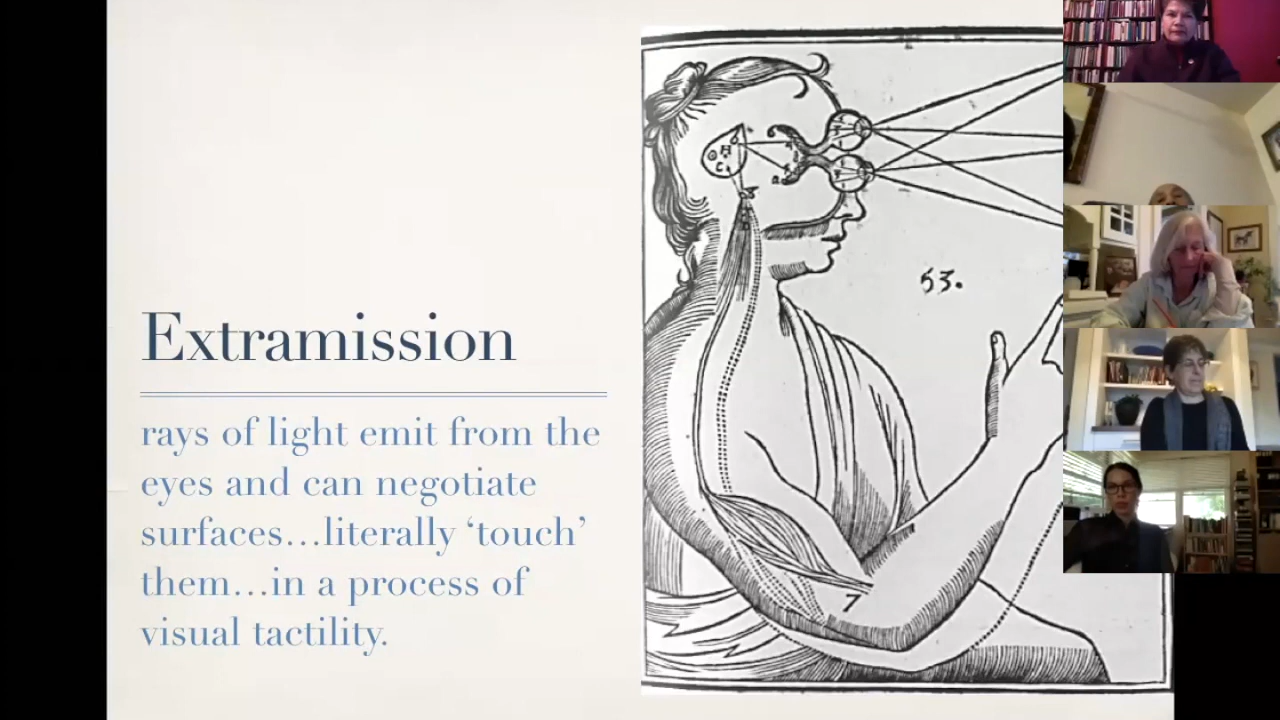 Extramission
rays of light emit from the
eyes and can negotiate
surfaces…literally ‘touch’
them…in a process of
visual tactility.
53.
7